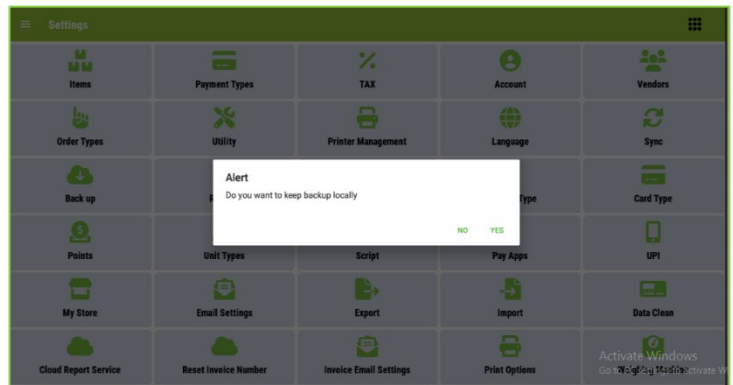 Settings
Items
Payment Types
TAX
Account
Vendors
Order Types
Utility
Printer Management
Language
Sync
Alert
Do you want to keep backup locally
NO YES
Back up
Type
Card Type
Points
Unit Types
Script
Pay Apps
UPI
My Store
Email Settings
Export
Import
Data Clean
Cloud Report Service
Reset Invoice Number
Invoice Email Settings
Print Options
Weighing Machine
Activate Windows